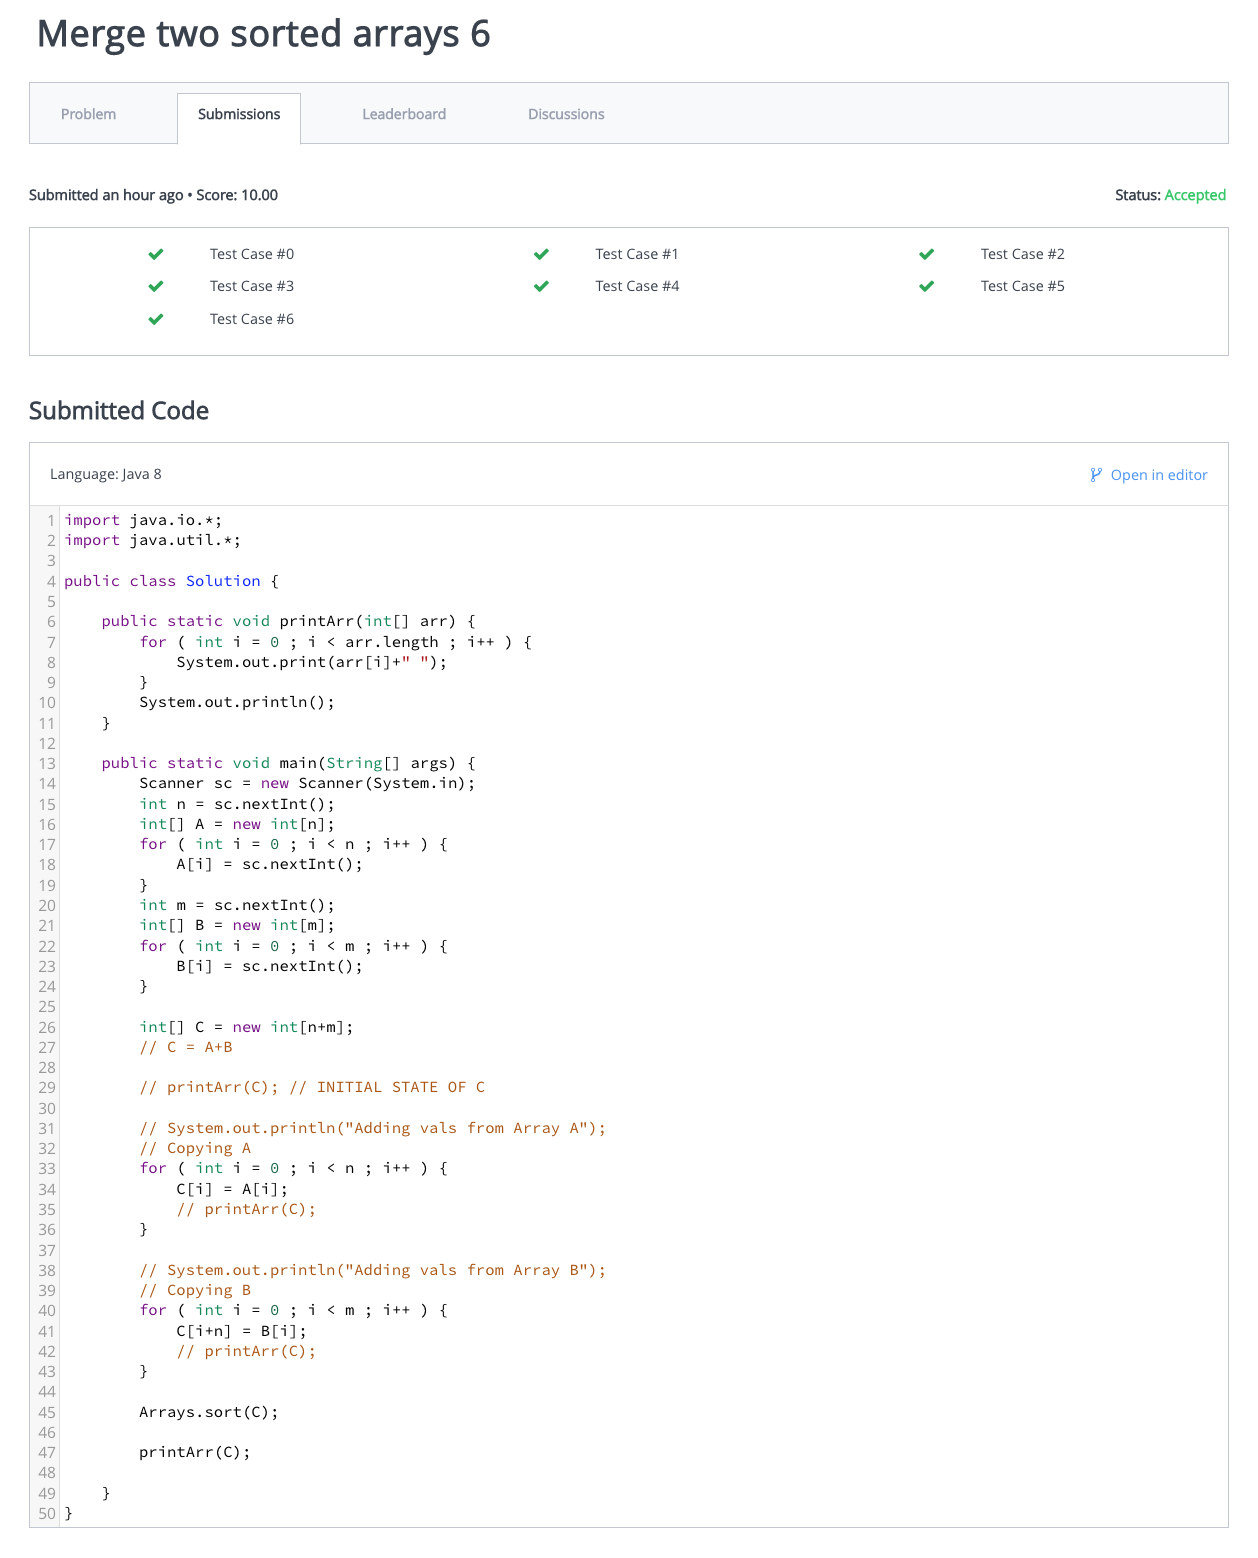 Merge two sorted arrays 6
Problem Submissions Leaderboard Discussions
Submitted an hour ago • Score: 10.00 Status: Accepted
Test Case #0 Test Case #1 Test Case #2
Test Case #3 Test Case #4 Test Case #5
Test Case #6
Submitted Code
Language: Java 8 Open in editor
1 import java.io.*;
2 import java.util.*;
3
4 public class Solution {
5
6     public static void printArr(int[] arr) {
7         for ( int i = 0 ; i < arr.length ; i++ ) {
8             System.out.print(arr[i]+" ");
9         }
10         System.out.println();
11     }
12
13     public static void main(String[] args) {
14         Scanner sc = new Scanner(System.in);
15         int n = sc.nextInt();
16         int[] A = new int[n];
17         for ( int i = 0 ; i < n ; i++ ) {
18             A[i] = sc.nextInt();
19         }
20         int m = sc.nextInt();
21         int[] B = new int[m];
22         for ( int i = 0 ; i < m ; i++ ) {
23             B[i] = sc.nextInt();
24         }
25
26         int[] C = new int[n+m];
27         // C = A+B
28
29         // printArr(C); // INITIAL STATE OF C
30
31         // System.out.println("Adding vals from Array A");
32         // Copying A
33         for ( int i = 0 ; i < n ; i++ ) {
34             C[i] = A[i];
35             // printArr(C);
36         }
37
38         // System.out.println("Adding vals from Array B");
39         // Copying B
40         for ( int i = 0 ; i < m ; i++ ) {
41             C[i+n] = B[i];
42             // printArr(C);
43         }
44
45         Arrays.sort(C);
46
47         printArr(C);
48
49     }
50 }